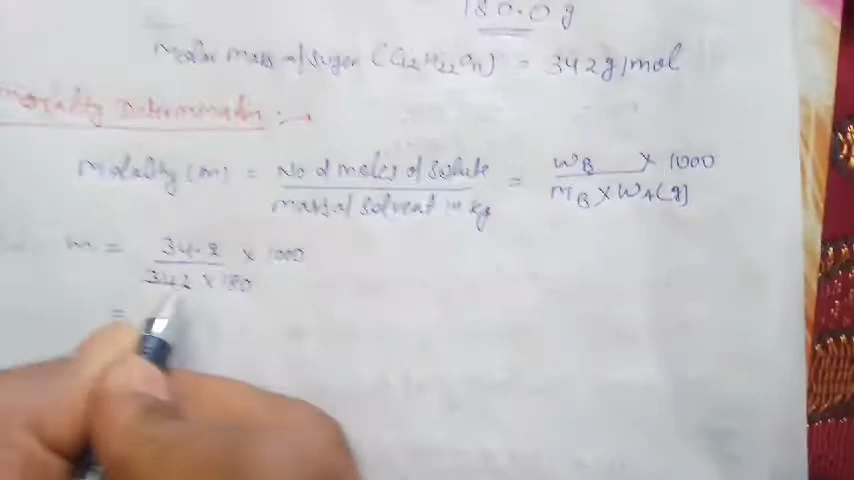 180.0 g
molar mass of sugar (C12H22O11) = 342 g/mol
molality Determination :-
Molality (m) = No of moles of solute / mass of solvent in kg = WB × 1000 / MB × WA (g)
m = 34.2 × 1000 / 342 × 180
=